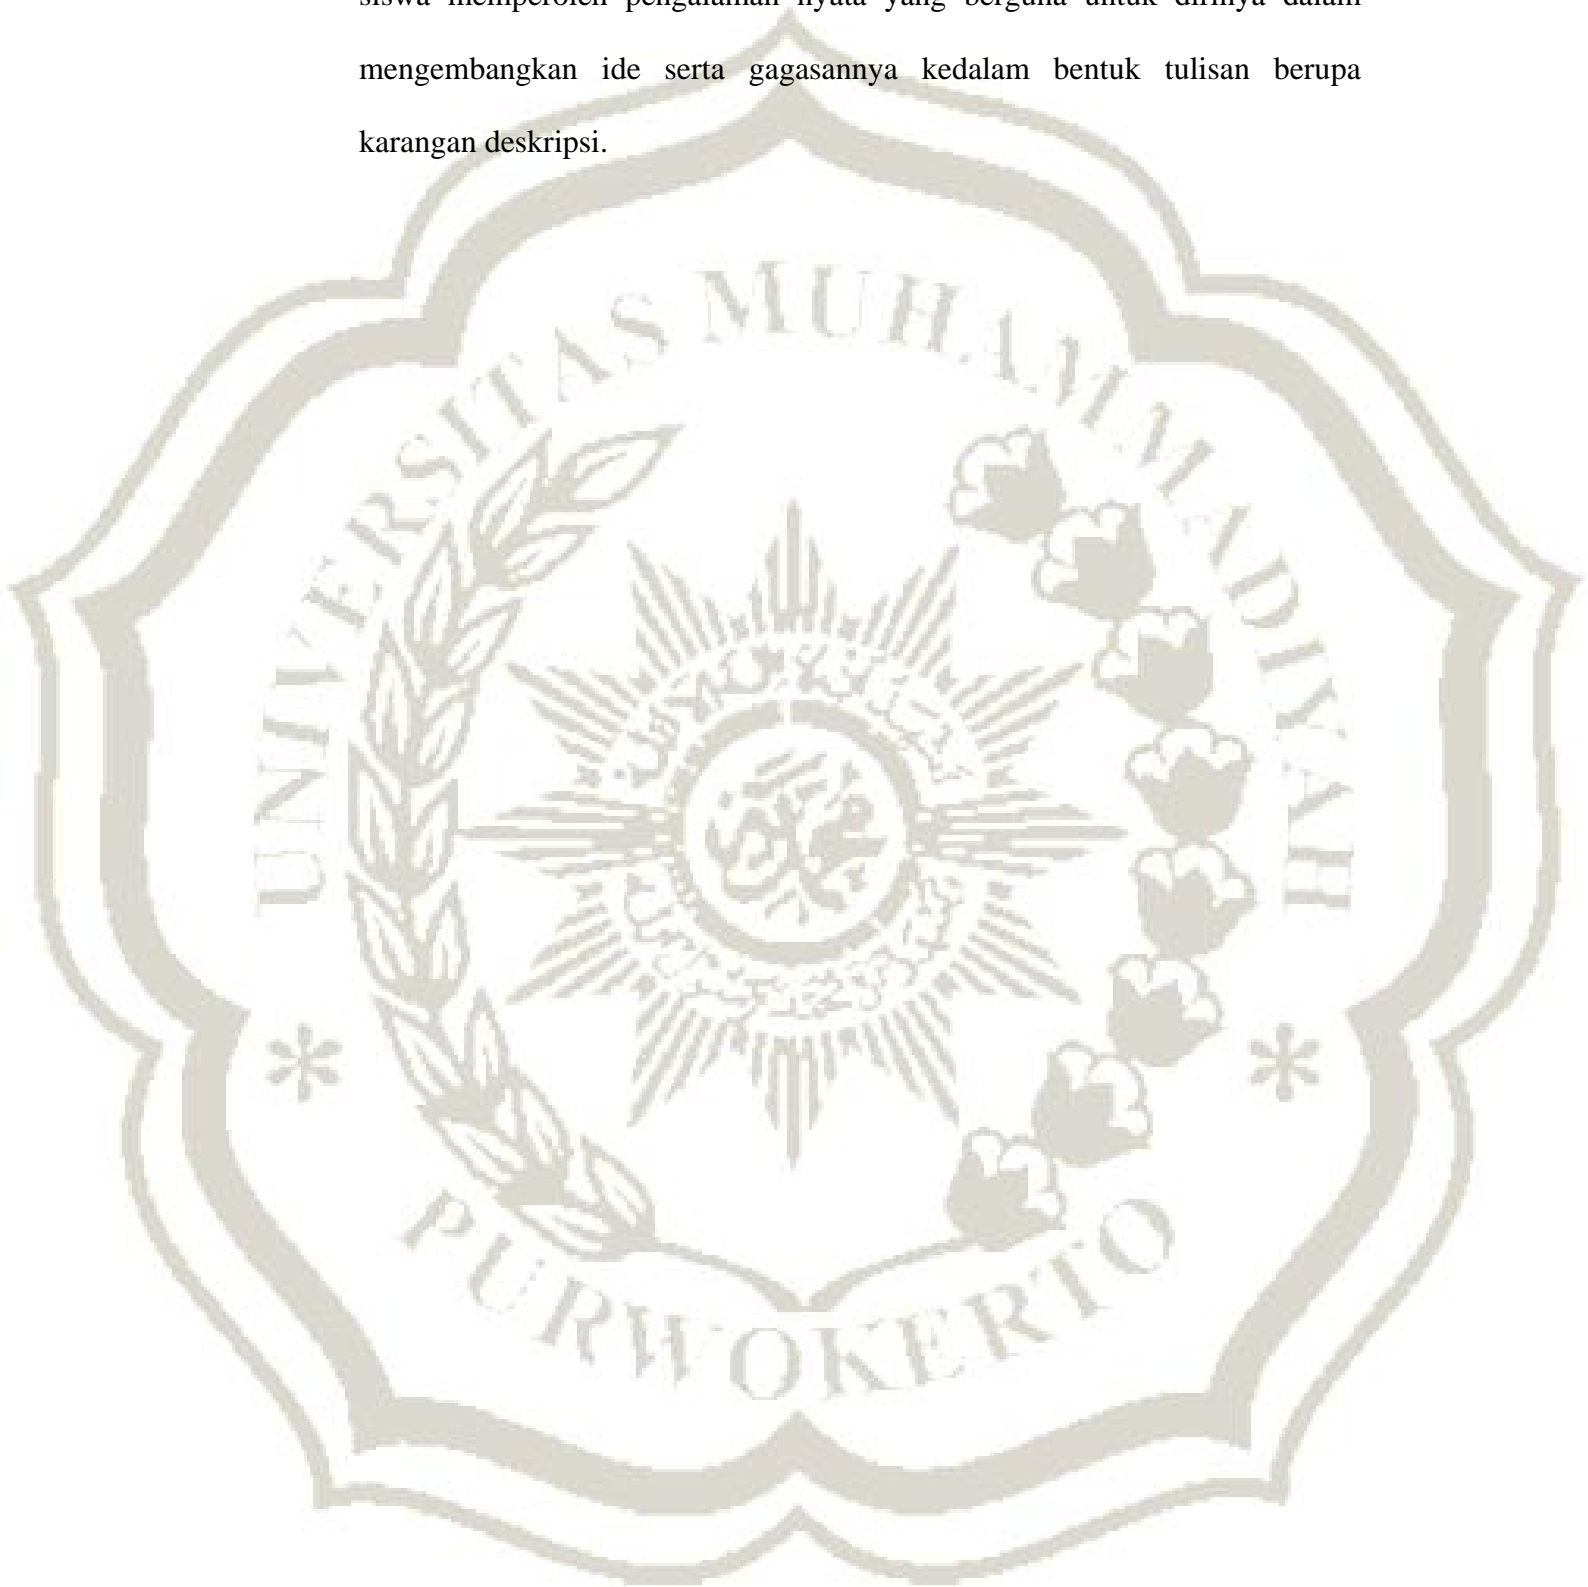 siswa memperoleh pengalaman nyata yang berguna untuk dirinya dalam
mengembangkan ide serta gagasannya kedalam bentuk tulisan berupa
karangan deskripsi.
UNIVERSITAS MUHAMMADIYAH
PURWOKERTO